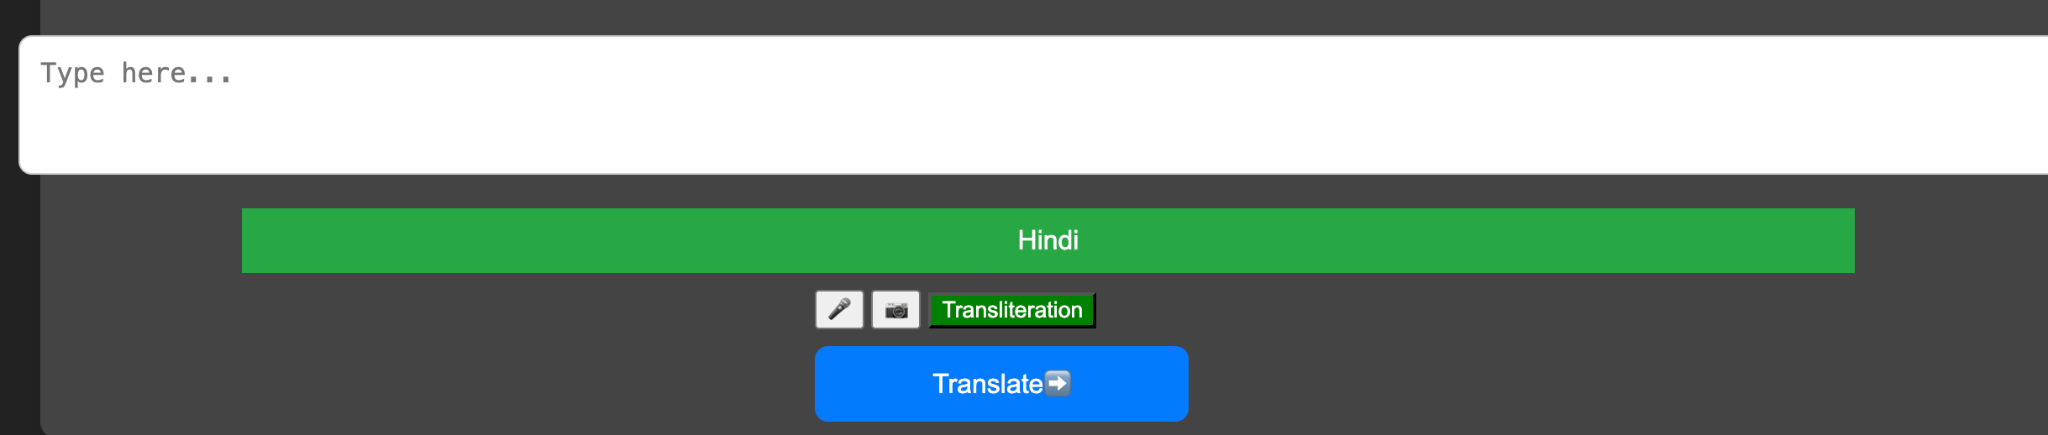 Type here...
Hindi
Transliteration
Translate➡️